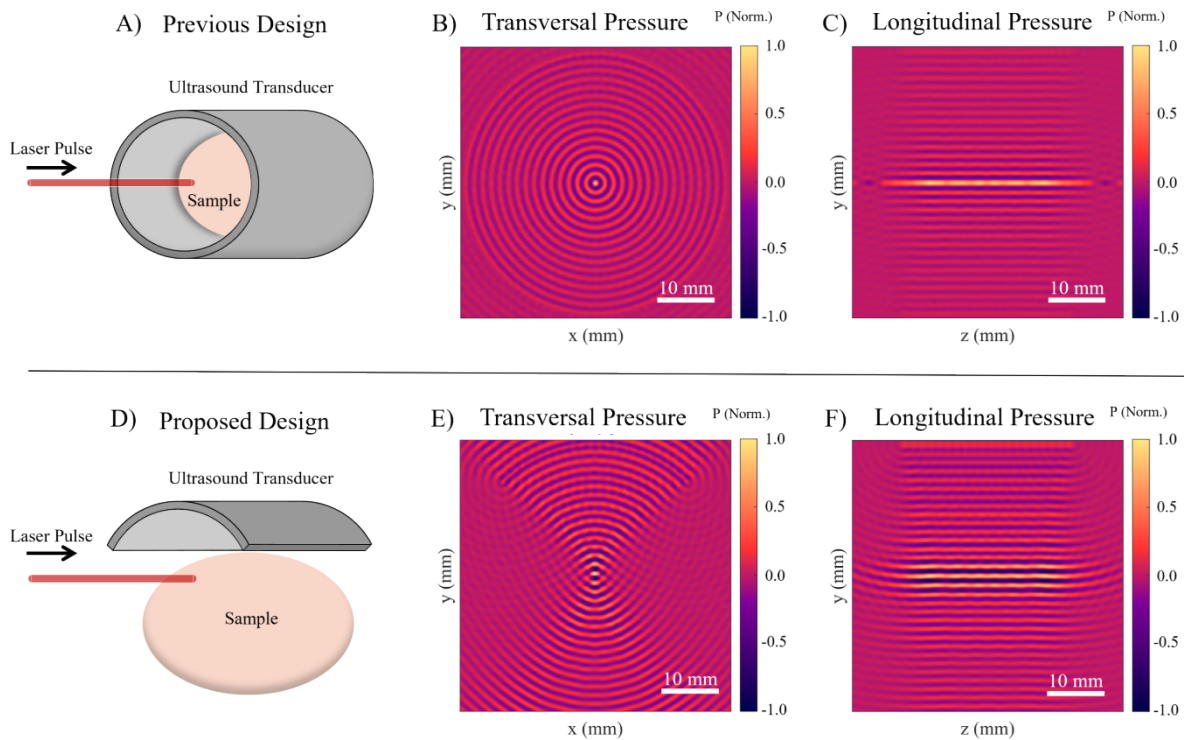 A) Previous Design
Ultrasound Transducer
Laser Pulse
Sample
B) Transversal Pressure
P (Norm.)
1.0
0.5
0.0
-0.5
-1.0
y (mm)
10 mm
x (mm)
C) Longitudinal Pressure
P (Norm.)
1.0
0.5
0.0
-0.5
-1.0
y (mm)
10 mm
z (mm)
D) Proposed Design
Ultrasound Transducer
Laser Pulse
Sample
E) Transversal Pressure
P (Norm.)
1.0
0.5
0.0
-0.5
-1.0
y (mm)
10 mm
x (mm)
F) Longitudinal Pressure
P (Norm.)
1.0
0.5
0.0
-0.5
-1.0
y (mm)
10 mm
z (mm)